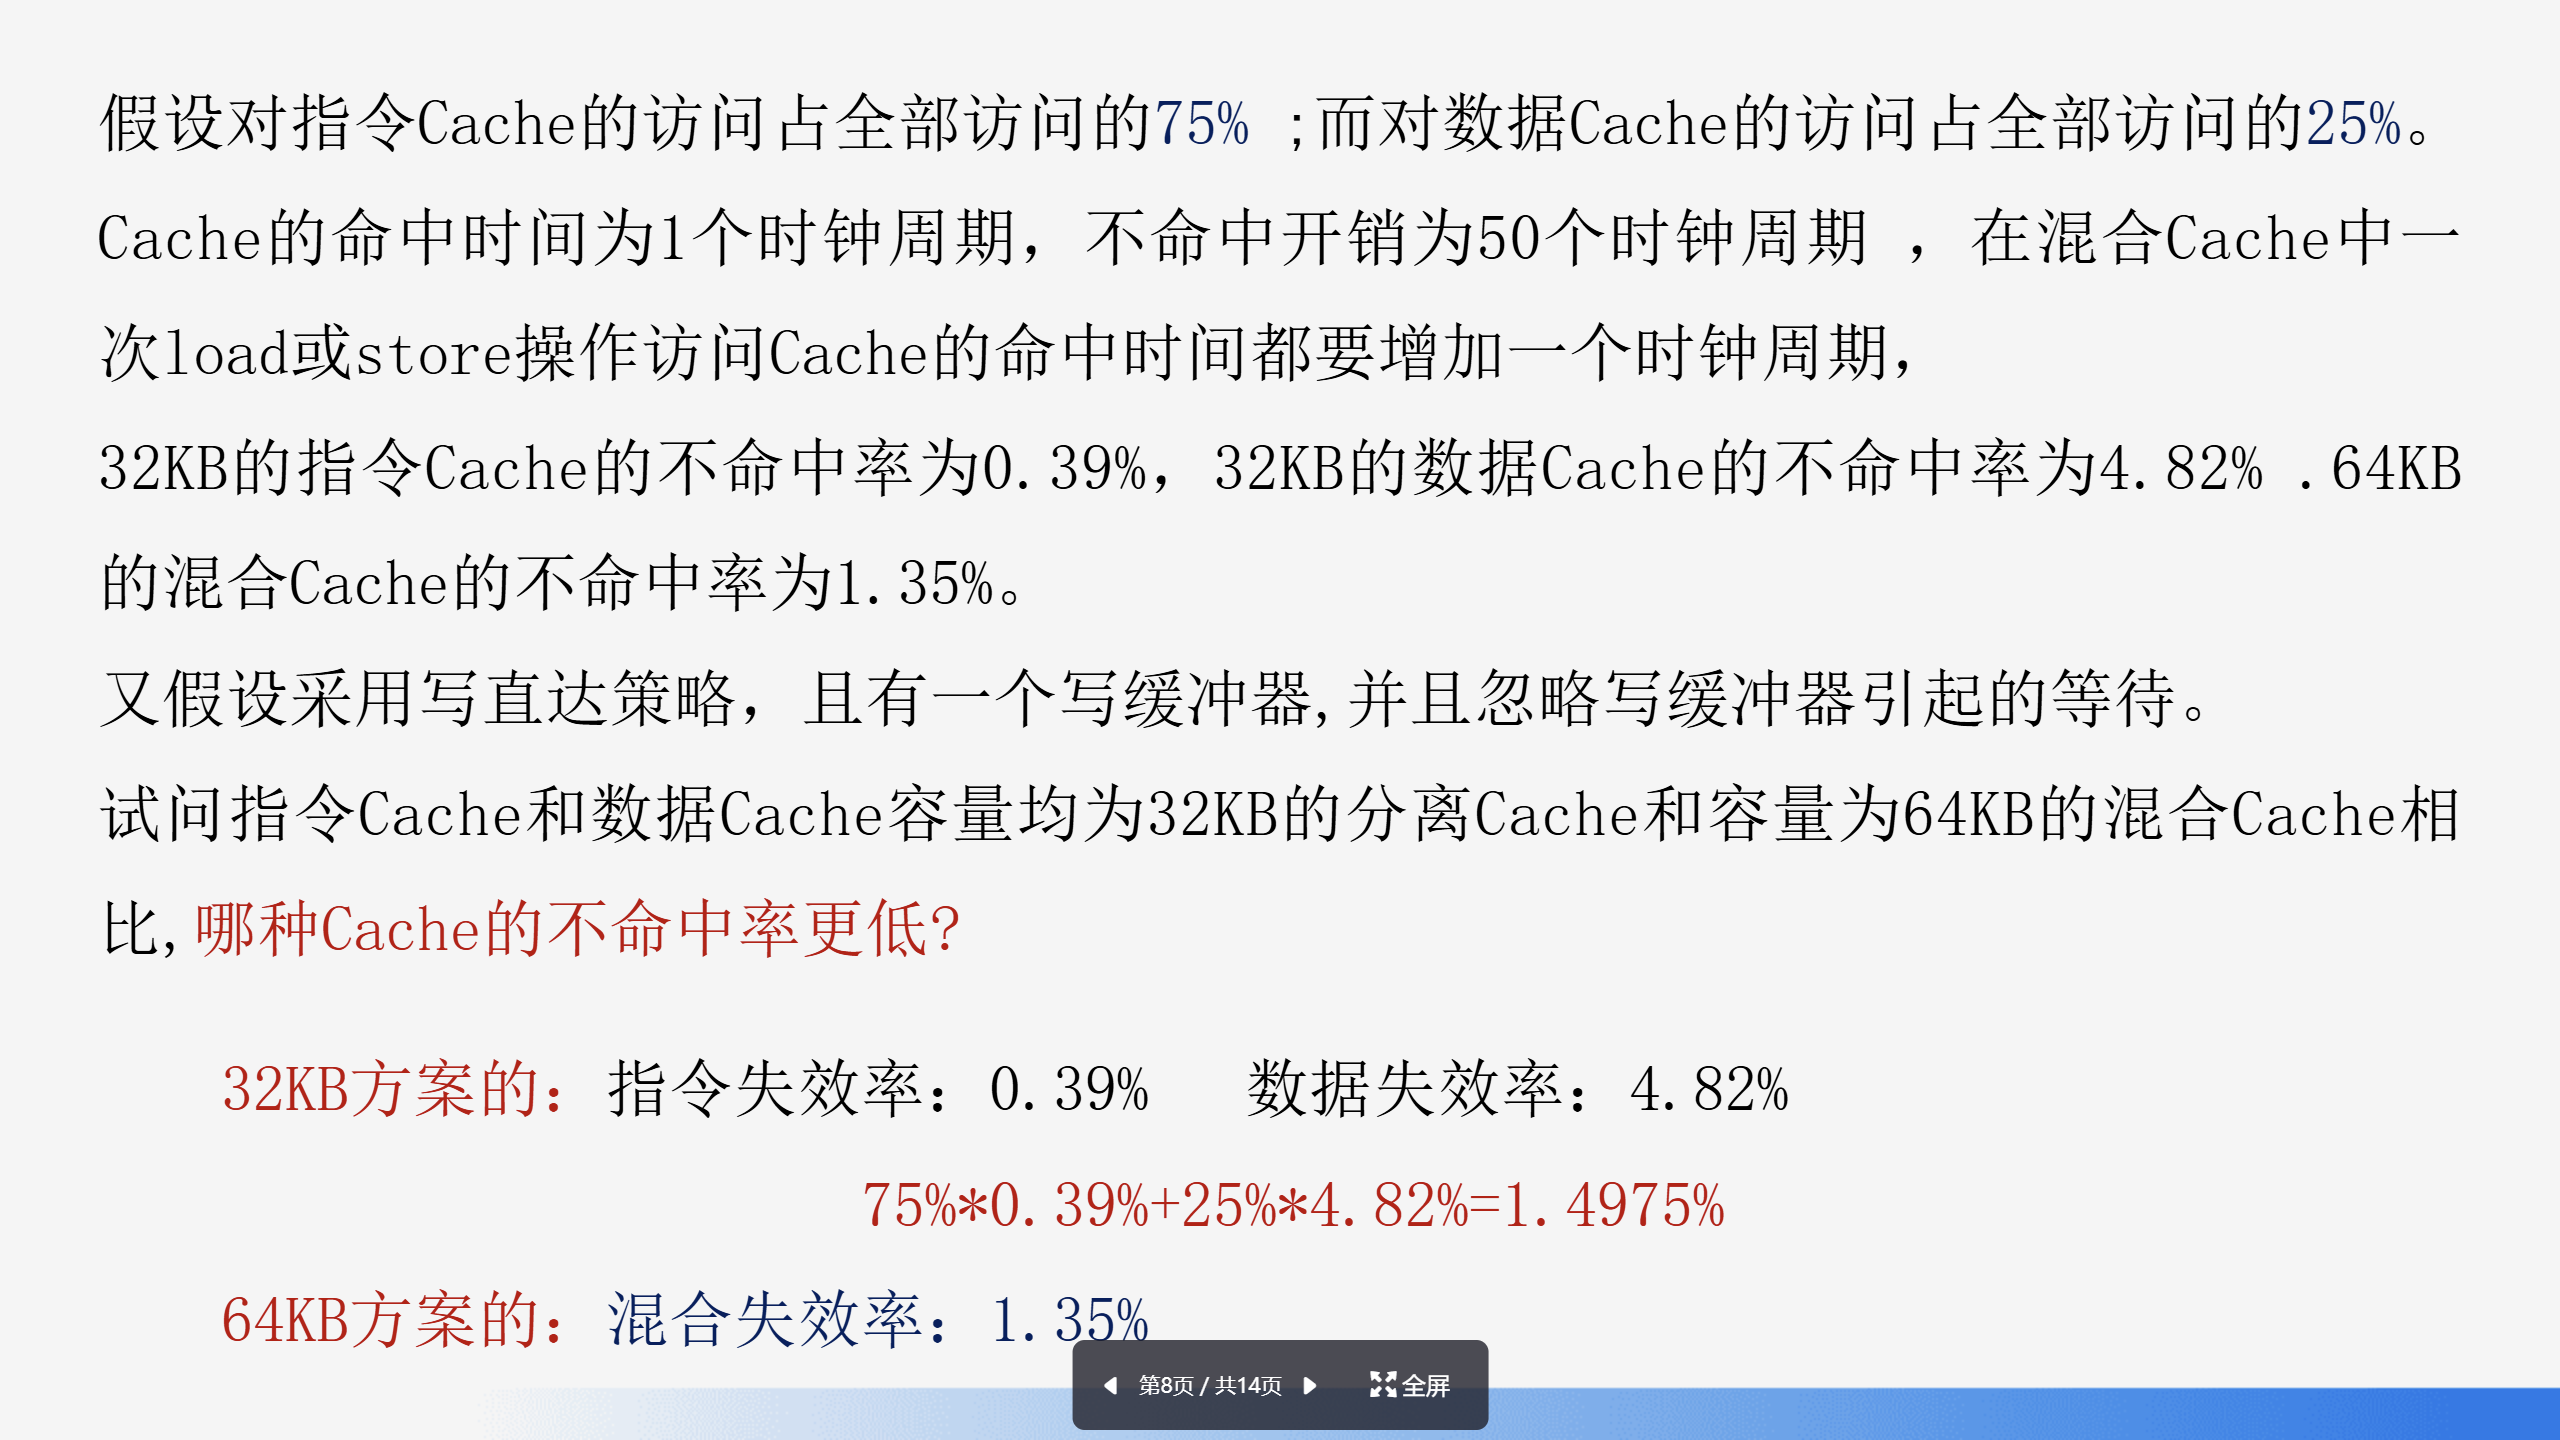 假设对指令Cache的访问占全部访问的75% ;而对数据Cache的访问占全部访问的25%。
Cache的命中时间为1个时钟周期，不命中开销为50个时钟周期 ，在混合Cache中一
次load或store操作访问Cache的命中时间都要增加一个时钟周期，
32KB的指令Cache的不命中率为0.39%，32KB的数据Cache的不命中率为4.82% .64KB
的混合Cache的不命中率为1.35%。
又假设采用写直达策略，且有一个写缓冲器,并且忽略写缓冲器引起的等待。
试问指令Cache和数据Cache容量均为32KB的分离Cache和容量为64KB的混合Cache相
比,哪种Cache的不命中率更低?
32KB方案的：指令失效率：0.39% 数据失效率：4.82%
75%*0.39%+25%*4.82%=1.4975%
64KB方案的：混合失效率：1.35%
第8页 / 共14页 全屏